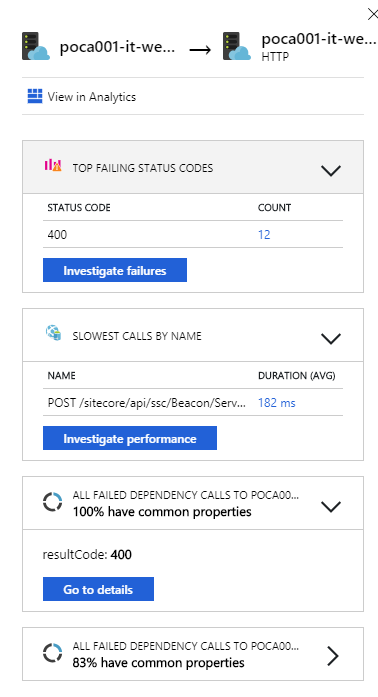 poca001-it-we... → poca001-it-we...
HTTP
View in Analytics
TOP FAILING STATUS CODES
STATUS CODE COUNT
400 12
Investigate failures
SLOWEST CALLS BY NAME
NAME DURATION (AVG)
POST /sitecore/api/ssc/Beacon/Serv... 182 ms
Investigate performance
ALL FAILED DEPENDENCY CALLS TO POCA00...
100% have common properties
resultCode: 400
Go to details
ALL FAILED DEPENDENCY CALLS TO POCA00...
83% have common properties